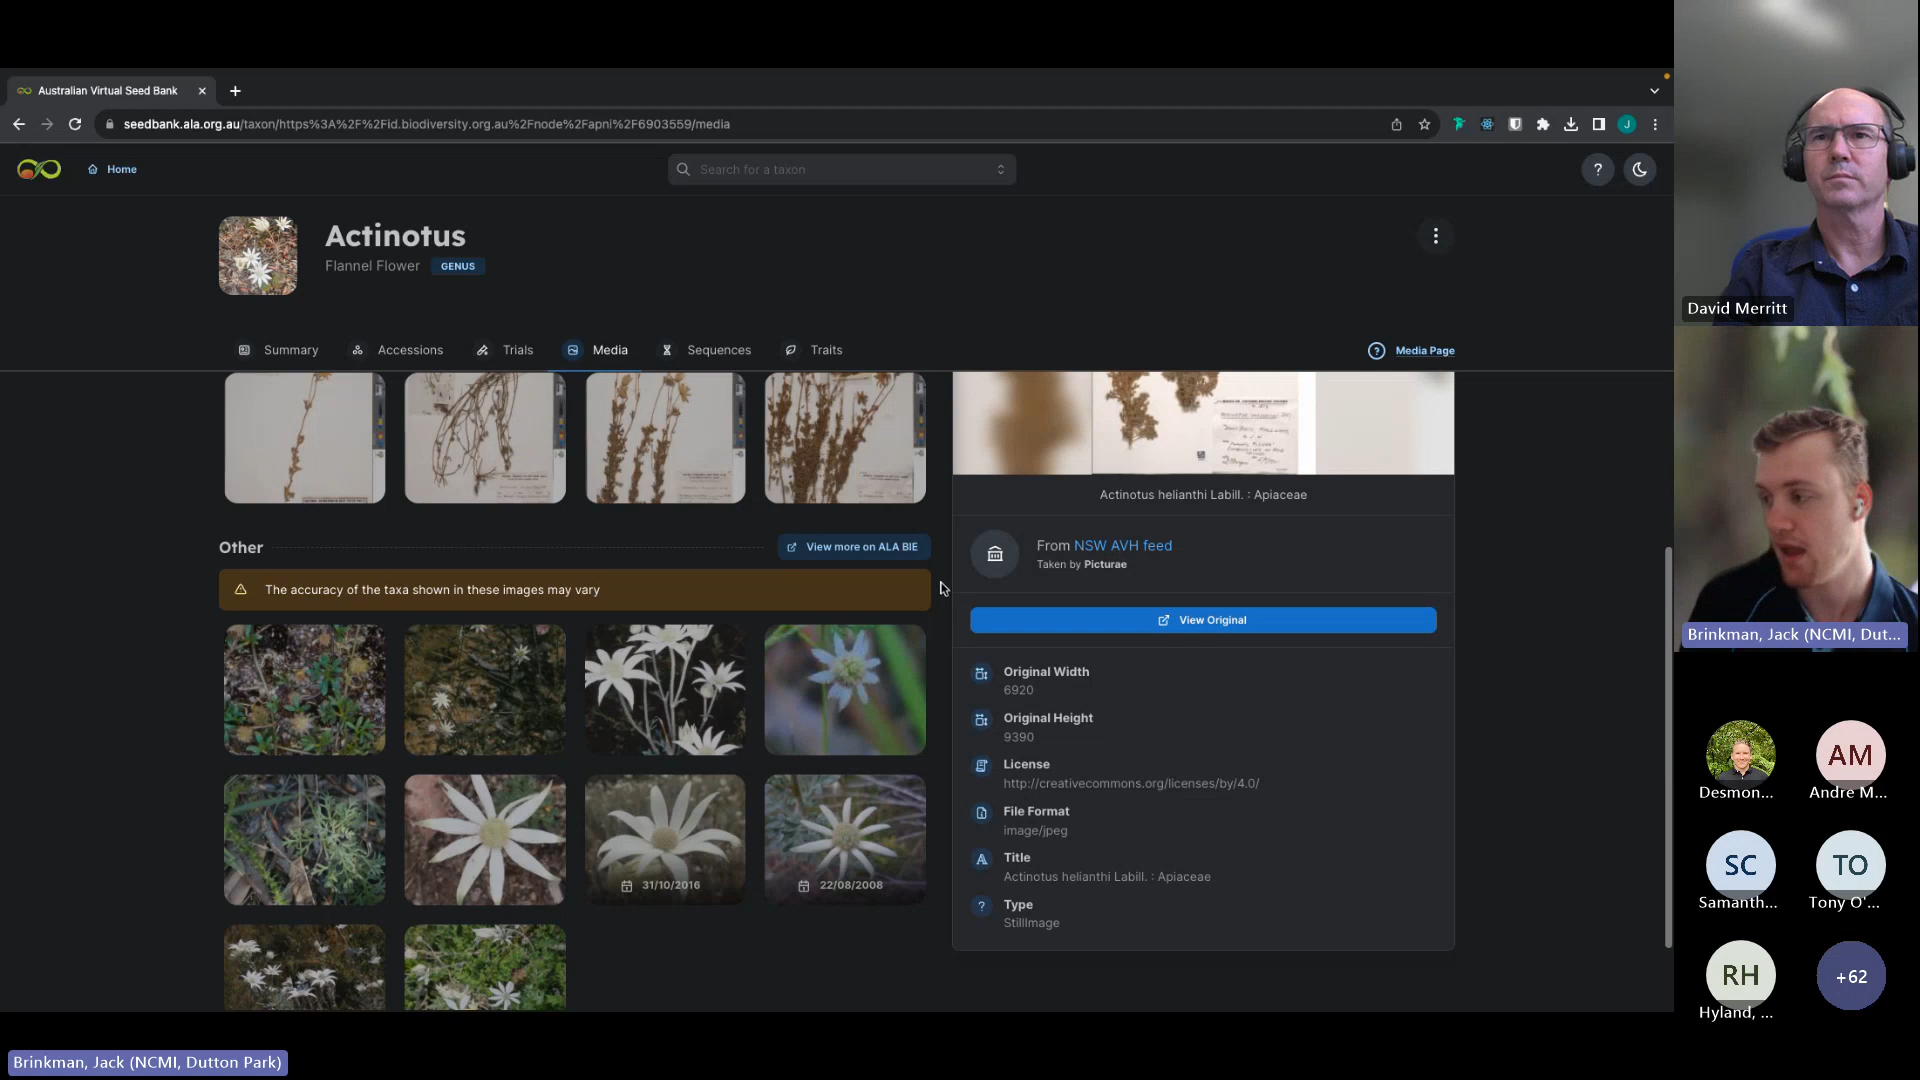 Australian Virtual Seed Bank
seedbank.ala.org.au/taxon/https%3A%2F%2Fid.biodiversity.org.au%2Fnode%2Fapni%2F6903559/media
J
Home
Search for a taxon
?
Actinotus
Flannel Flower GENUS
Summary Accessions Trials Media Sequences Traits
? Media Page
Other
View more on ALA BIE
The accuracy of the taxa shown in these images may vary
31/10/2016
22/08/2008
Actinotus helianthi Labill. : Apiaceae
From NSW AVH feed
Taken by Picturae
View Original
Original Width
6920
Original Height
9390
License
http://creativecommons.org/licenses/by/4.0/
File Format
image/jpeg
Title
Actinotus helianthi Labill. : Apiaceae
? Type
StillImage
David Merritt
Brinkman, Jack (NCMI, Dut...
Desmon...
AM
Andre M...
SC
Samanth...
TO
Tony O'...
RH
Hyland, ...
+62
Brinkman, Jack (NCMI, Dutton Park)